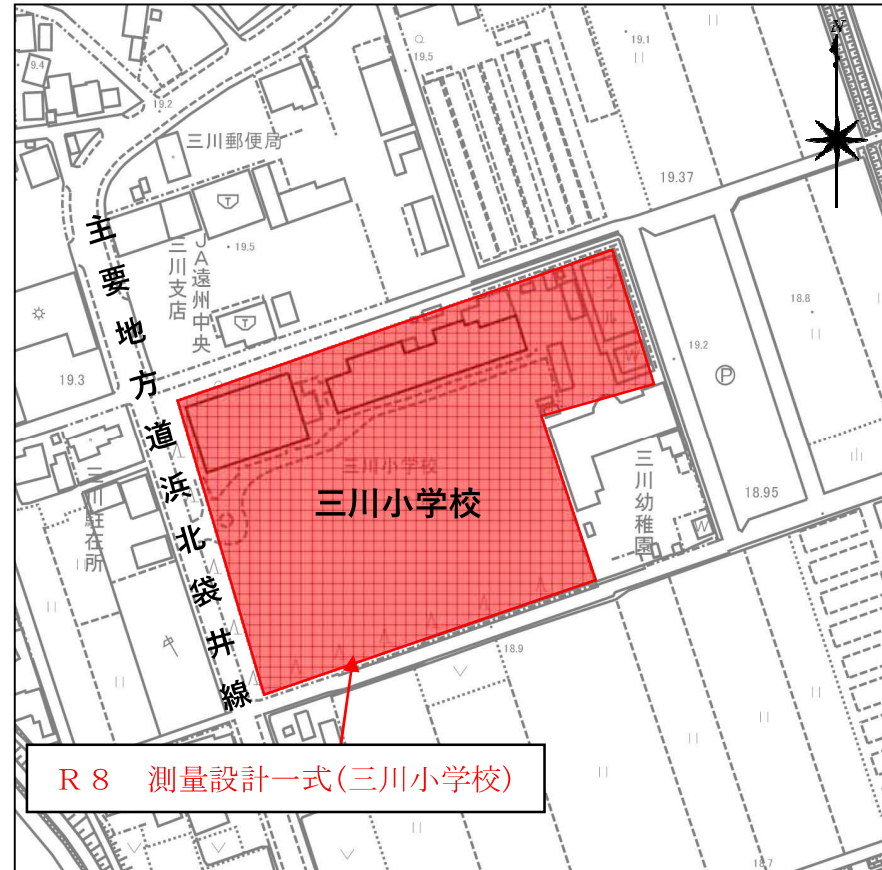 N
19.4
19.2
19.5
19.1
三川郵便局
19.37
主要地方道浜北袋井線
JA遠州中央
三川支店
19.5
18.8
19.3
プール
19.2
W
P
三川小学校
三川小学校
三川幼稚園
18.95
W
三川駐在所
18.9
R8 測量設計一式(三川小学校)
18.7